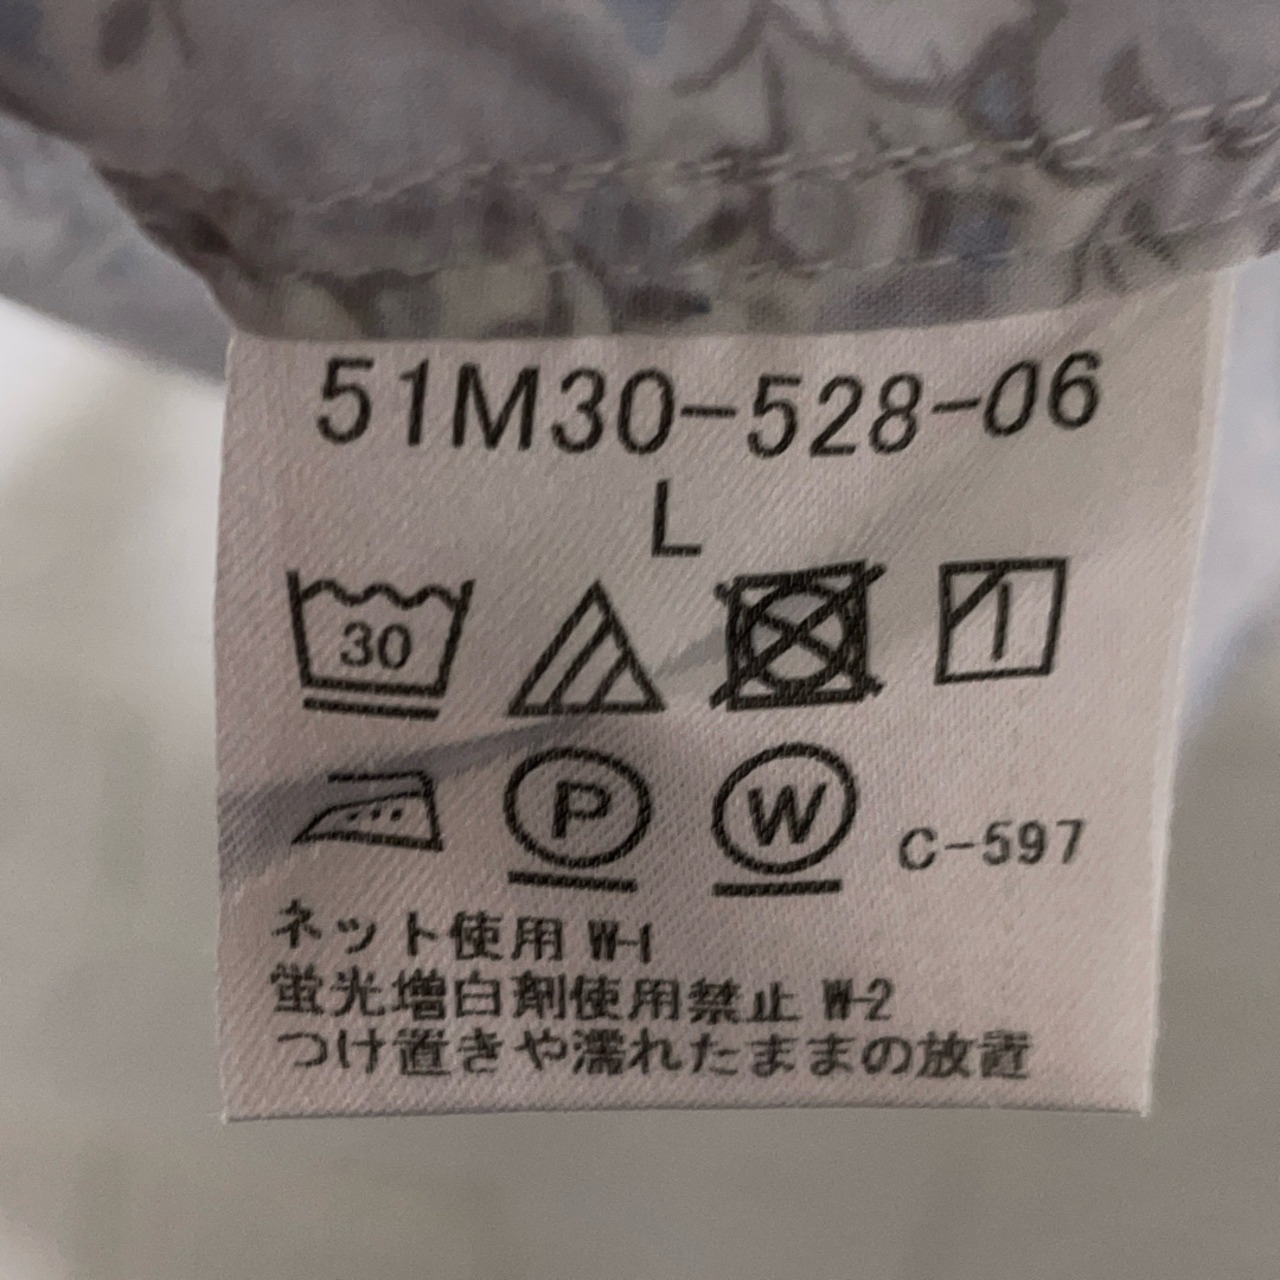 51M30-528-06
L
30
P W C-597
ネット使用 W-1
蛍光増白剤使用禁止 W-2
つけ置きや濡れたままの放置